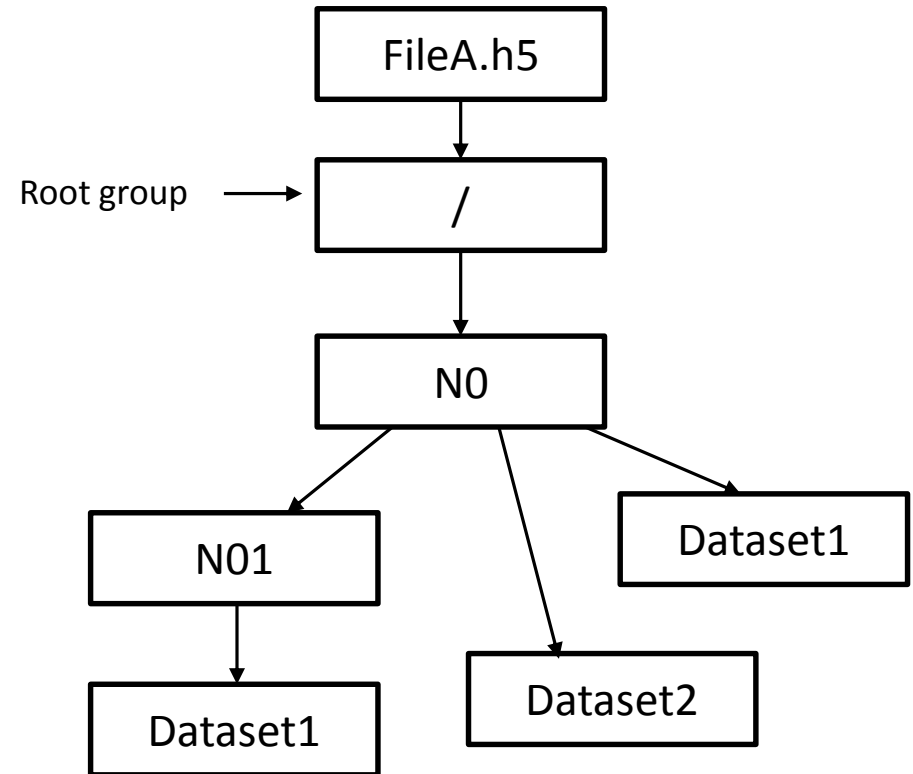 FileA.h5
Root group
/
N0
N01
Dataset1
Dataset2
Dataset1